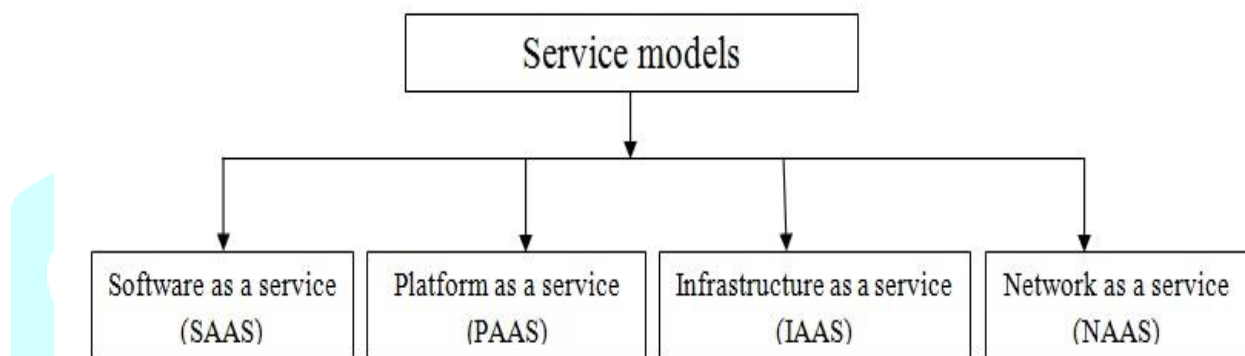 Service models
Software as a service
(SAAS)
Platform as a service
(PAAS)
Infrastructure as a service
(IAAS)
Network as a service
(NAAS)